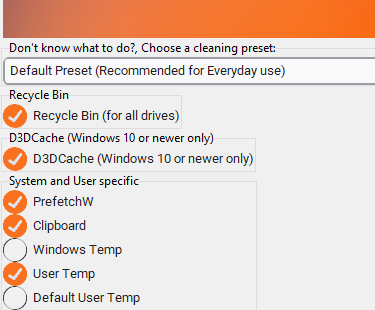 Don't know what to do?, Choose a cleaning preset:
Default Preset (Recommended for Everyday use)
Recycle Bin
Recycle Bin (for all drives)
D3DCache (Windows 10 or newer only)
D3DCache (Windows 10 or newer only)
System and User specific
PrefetchW
Clipboard
Windows Temp
User Temp
Default User Temp